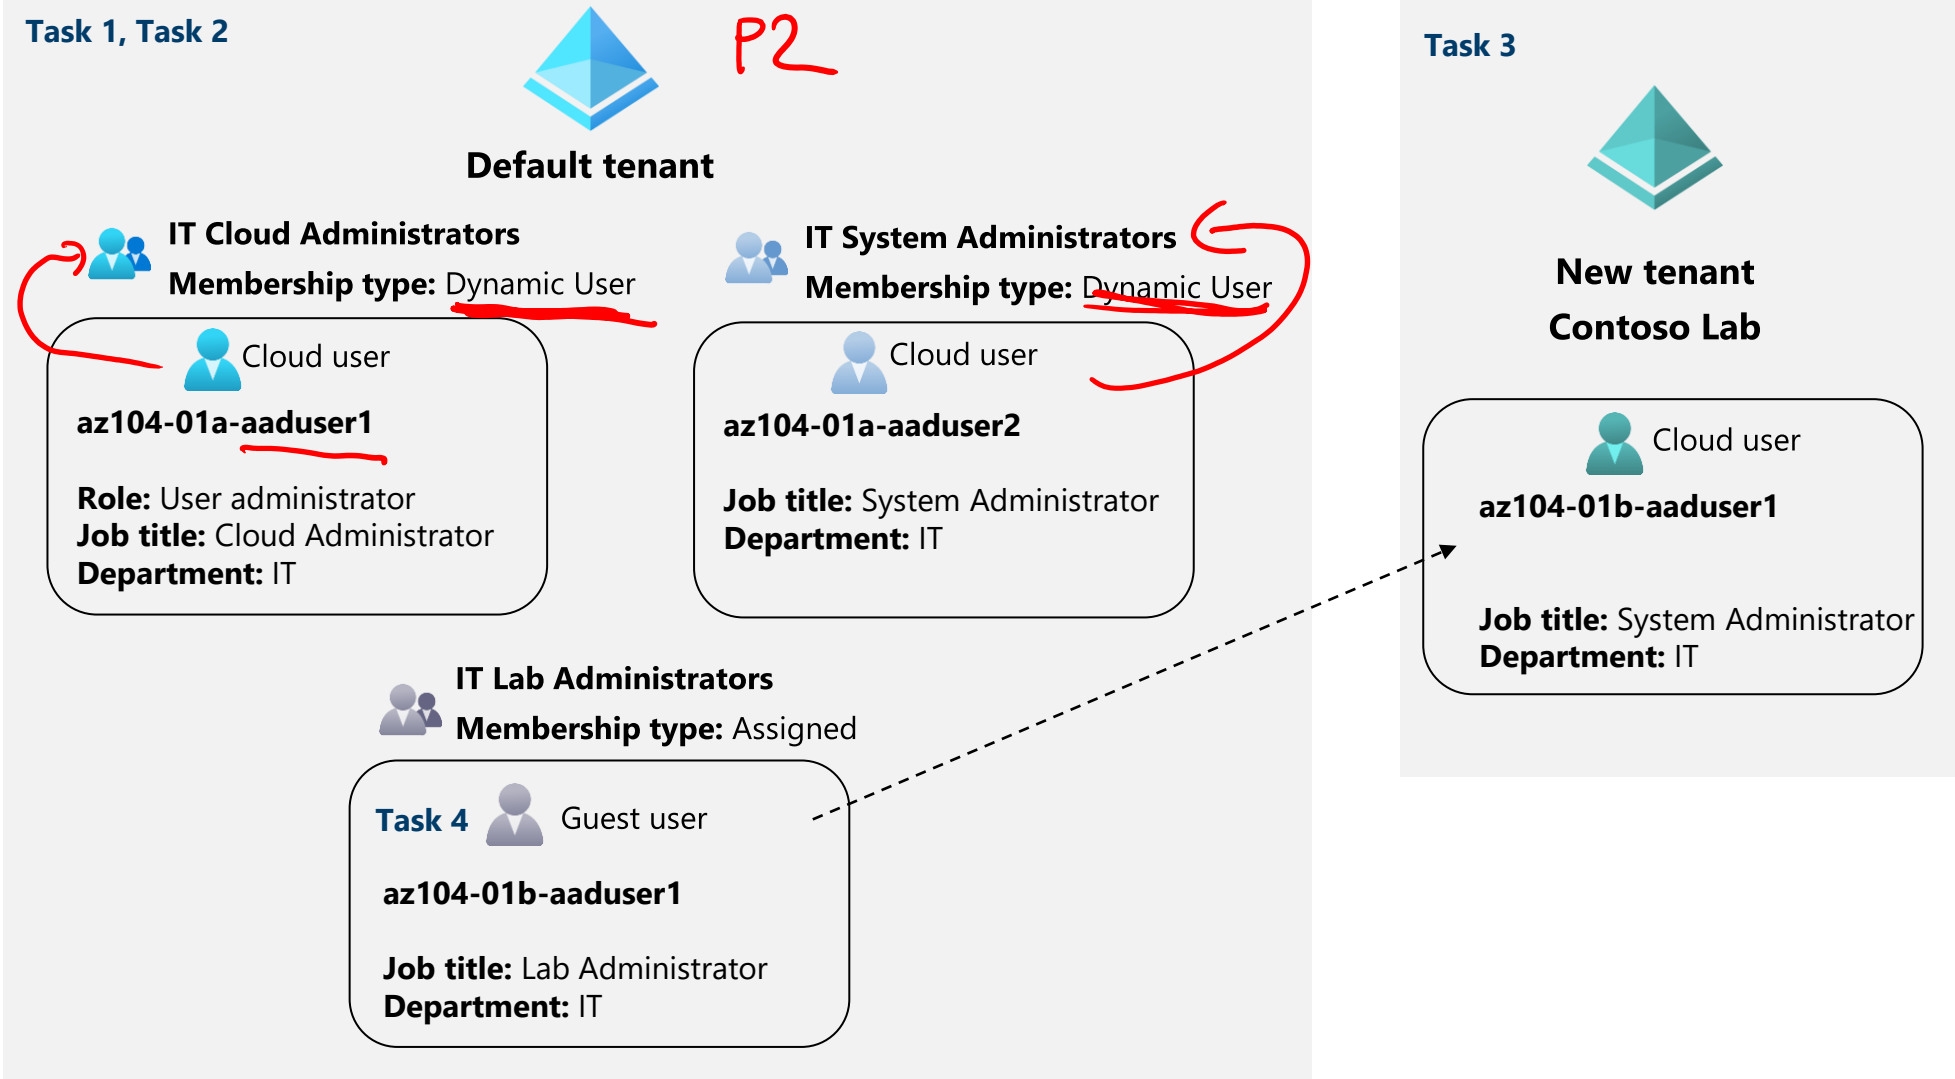 Task 1, Task 2
P2
Default tenant
IT Cloud Administrators
Membership type: Dynamic User
Cloud user
az104-01a-aaduser1
Role: User administrator
Job title: Cloud Administrator
Department: IT
IT System Administrators
Membership type: Dynamic User
Cloud user
az104-01a-aaduser2
Job title: System Administrator
Department: IT
IT Lab Administrators
Membership type: Assigned
Task 4
Guest user
az104-01b-aaduser1
Job title: Lab Administrator
Department: IT
Task 3
New tenant
Contoso Lab
Cloud user
az104-01b-aaduser1
Job title: System Administrator
Department: IT